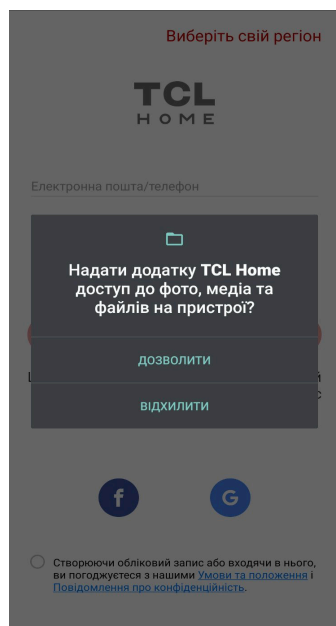 Виберіть свій регіон
TCL
HOME
Електронна пошта/телефон
Надати додатку TCL Home
доступ до фото, медіа та
файлів на пристрої?
ДОЗВОЛИТИ
ВІДХИЛИТИ
f
G
Створюючи обліковий запис або входячи в нього,
ви погоджуєтеся з нашими Умови та положення і
Повідомлення про конфіденційність.